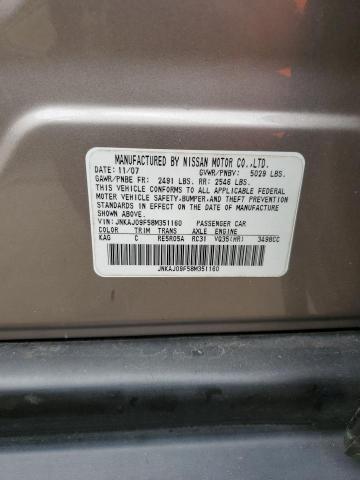 MANUFACTURED BY NISSAN MOTOR CO.,LTD.
DATE: 11/07 GVWR/PNBV: 5029 LBS.
GAWR/PNBE FR: 2491 LBS. RR: 2546 LBS.
THIS VEHICLE CONFORMS TO ALL APPLICABLE FEDERAL
MOTOR VEHICLE SAFETY, BUMPER, AND THEFT PREVENTION
STANDARDS IN EFFECT ON THE DATE OF MANUFACTURE
SHOWN ABOVE.
VIN: JNKAJ09F58M351160 PASSENGER CAR
COLOR TRIM TRANS AXLE ENGINE
KAG C RE5R05A RC31 VQ35(HR) 3498CC
JNKAJ09F58M351160